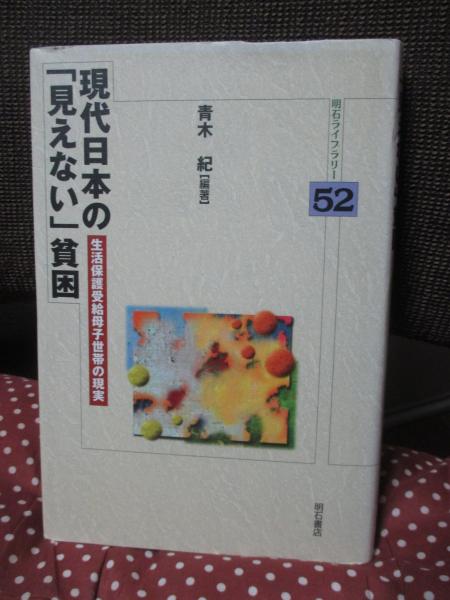 現代日本の
「見えない」貧困
生活保護受給母子世帯の現実
青木 紀[編著]
明石ライブラリー
52
明石書店